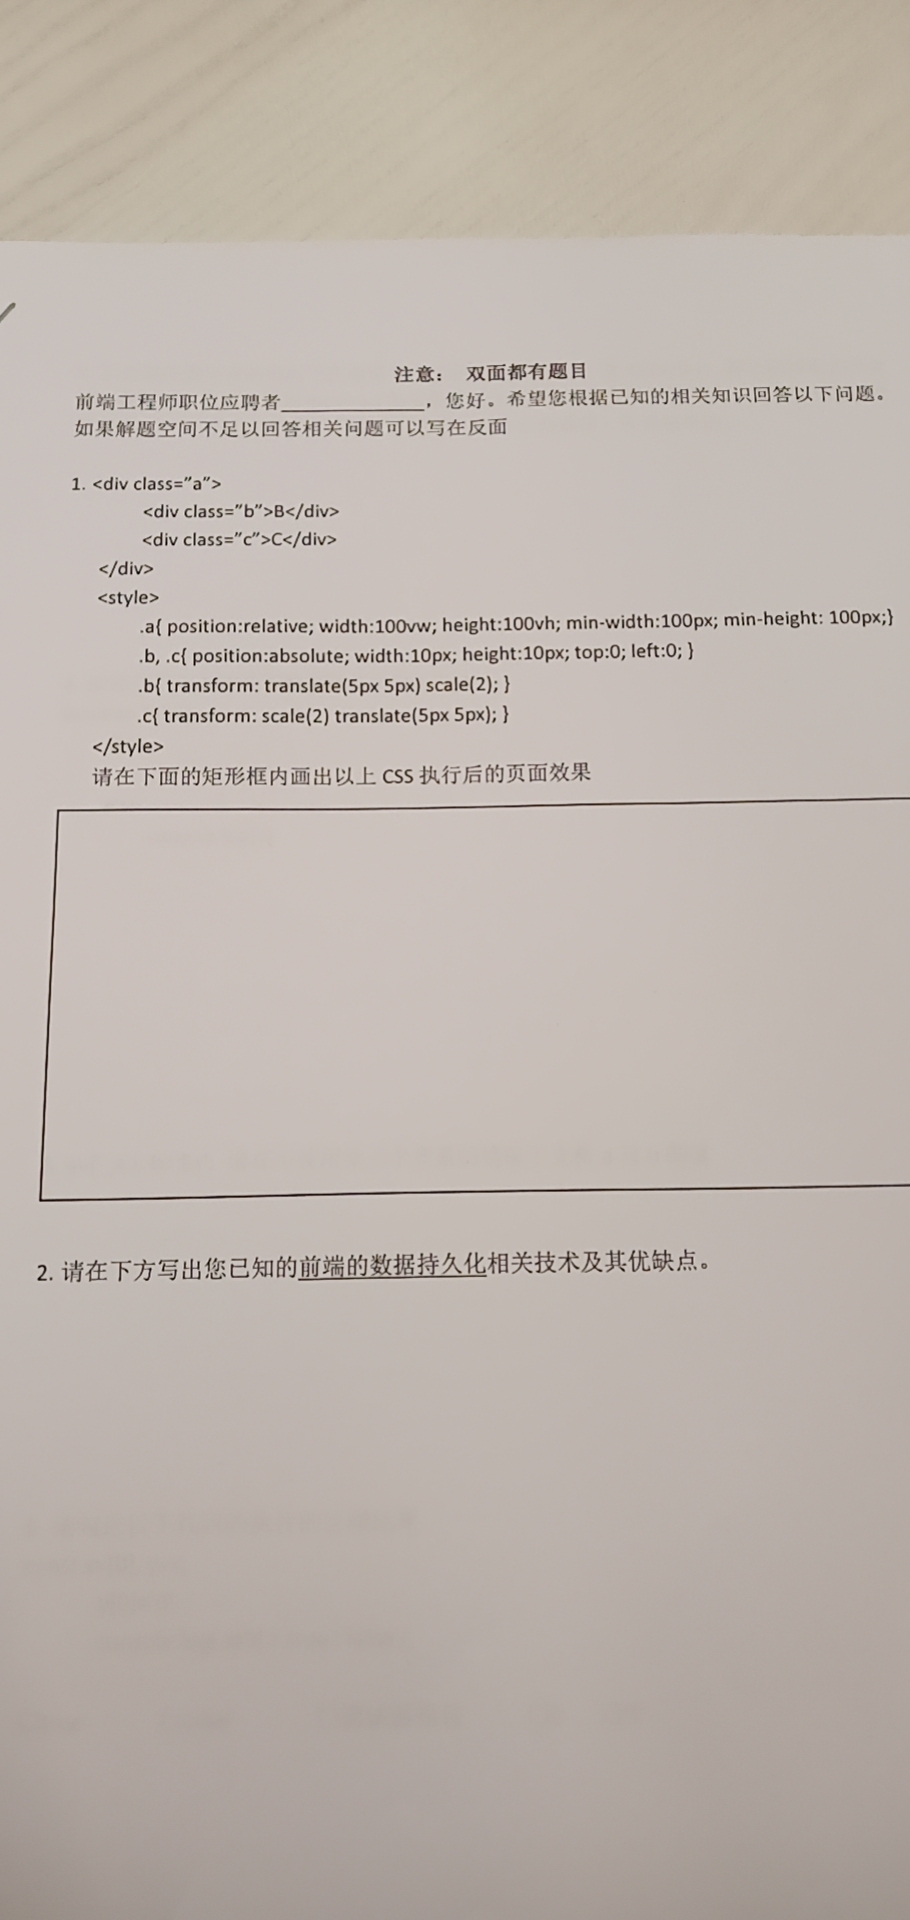 注意： 双面都有题目
前端工程师职位应聘者______________，您好。希望您根据已知的相关知识回答以下问题。
如果解题空间不足以回答相关问题可以写在反面
1. <div class=”a”>
<div class=”b”>B</div>
<div class=”c”>C</div>
</div>
<style>
.a{ position:relative; width:100vw; height:100vh; min-width:100px; min-height: 100px;}
.b, .c{ position:absolute; width:10px; height:10px; top:0; left:0; }
.b{ transform: translate(5px 5px) scale(2); }
.c{ transform: scale(2) translate(5px 5px); }
</style>
请在下面的矩形框内画出以上 CSS 执行后的页面效果
2. 请在下方写出您已知的前端的数据持久化相关技术及其优缺点。